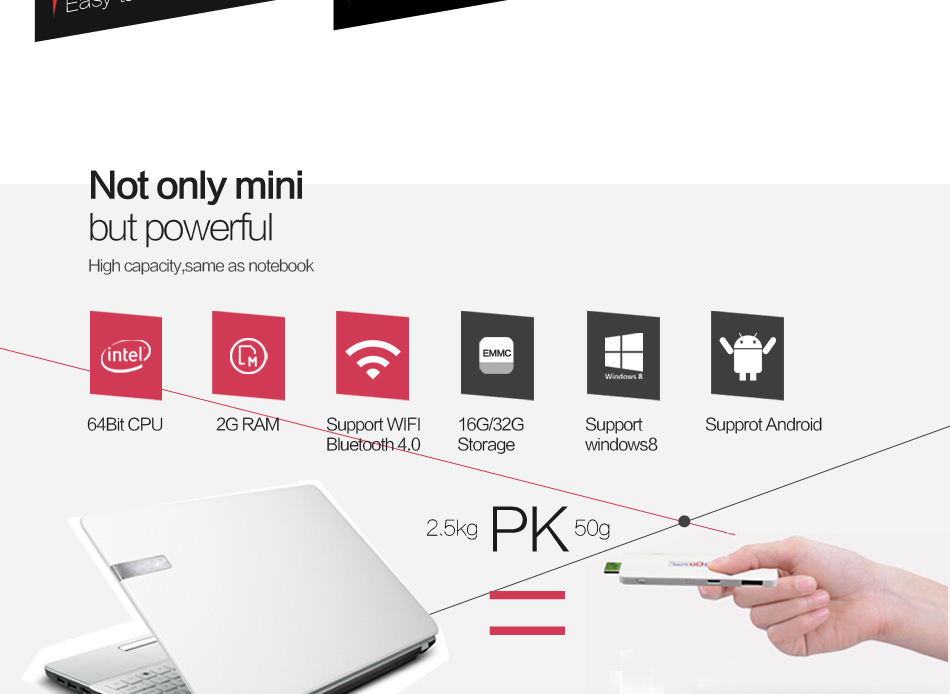 Easy
Not only mini
but powerful
High capacity,same as notebook
intel
M
EMMC
Windows 8
64Bit CPU
2G RAM
Support WIFI
Bluetooth 4.0
16G/32G
Storage
Support
windows8
Supprot Android
2.5kg PK 50g